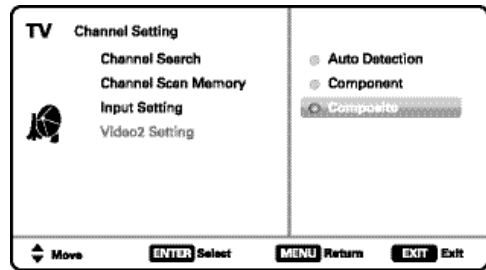 TV Channel Setting
Channel Search
Channel Scan Memory
Input Setting
Video2 Setting
Auto Detection
Component
Composite
Move ENTER Select MENU Return EXIT Exit